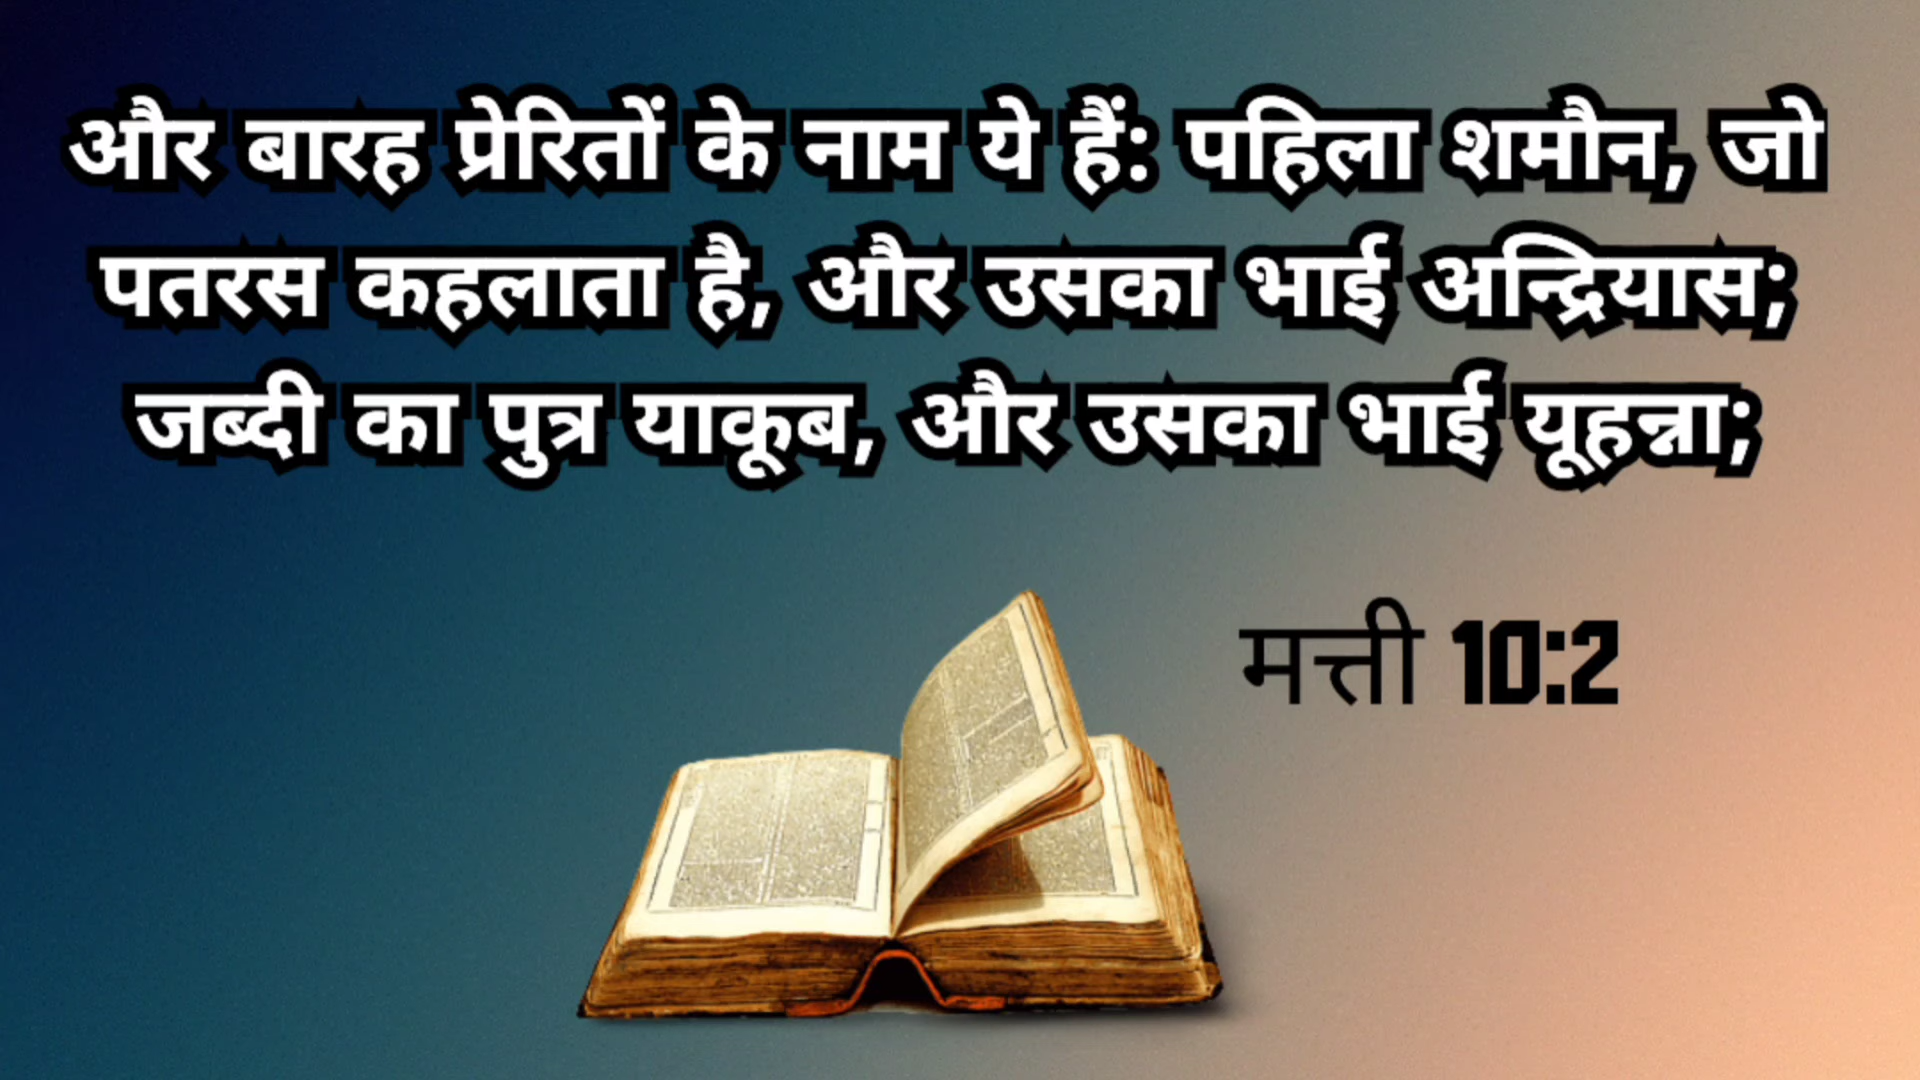 और बारह प्रेरितों के नाम ये हैं: पहिला शमौन, जो
पतरस कहलाता है, और उसका भाई अन्द्रियास;
जब्दी का पुत्र याकूब, और उसका भाई यूहन्ना;
मत्ती 10:2